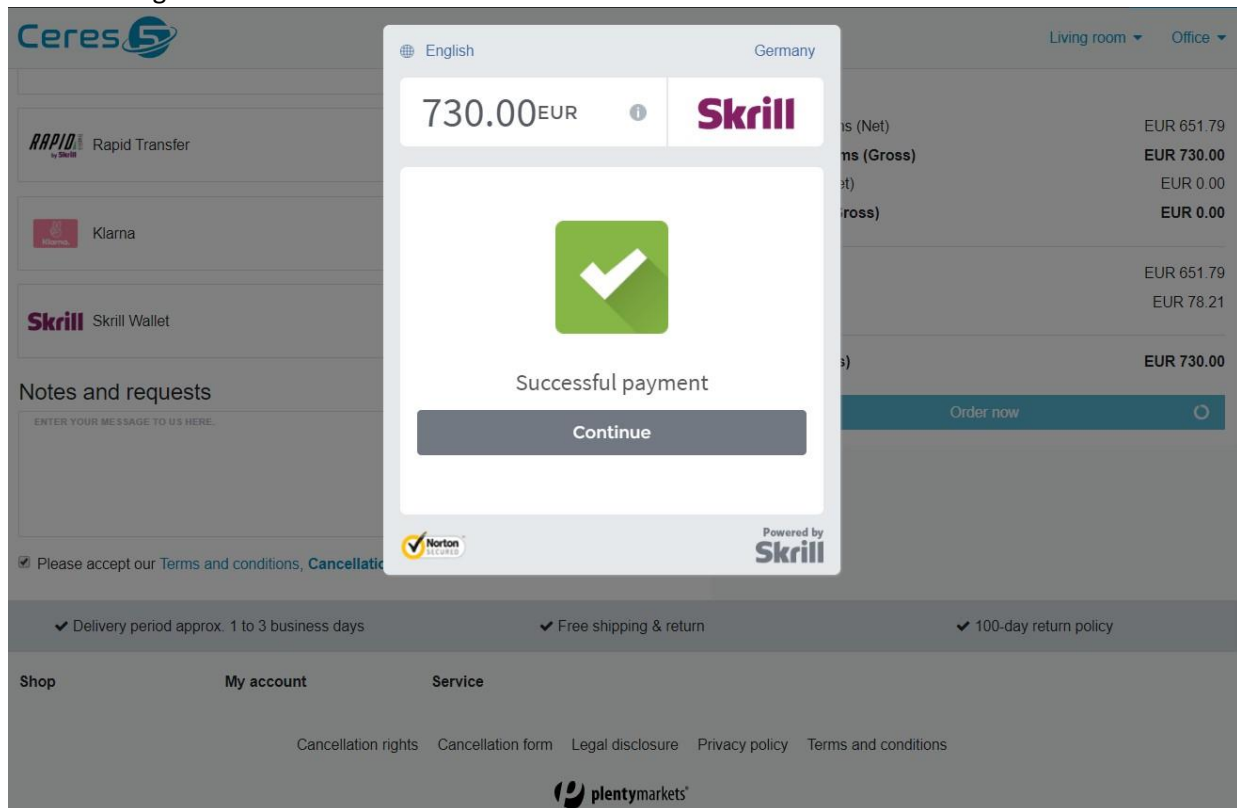 Ceres 5
Living room
Office
English
Germany
730.00EUR
Skrill
ns (Net)
EUR 651.79
ms (Gross)
EUR 730.00
et)
EUR 0.00
ross)
EUR 0.00
EUR 651.79
EUR 78.21
s)
EUR 730.00
Order now
RAPID
by Skrill
Rapid Transfer
Klarna.
Klarna
Skrill Skrill Wallet
Notes and requests
ENTER YOUR MESSAGE TO US HERE.
Successful payment
Continue
Norton
SECURED
Powered by
Skrill
Please accept our Terms and conditions, Cancellatio
Delivery period approx. 1 to 3 business days
Free shipping & return
100-day return policy
Shop
My account
Service
Cancellation rights Cancellation form Legal disclosure Privacy policy Terms and conditions
plentymarkets